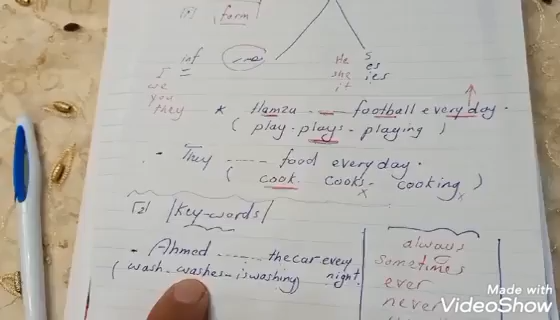 [1] form
I inf
we
you
they
He S
she es
it ies
* Hamza ---- football every day.
( play - plays - playing )
- They ---- food every day.
( cook cooks - cooking )
[2] Key-words
- Ahmed ------ the car every night.
( wash - washes - is washing )
always
sometimes
ever
never
Made with
VideoShow